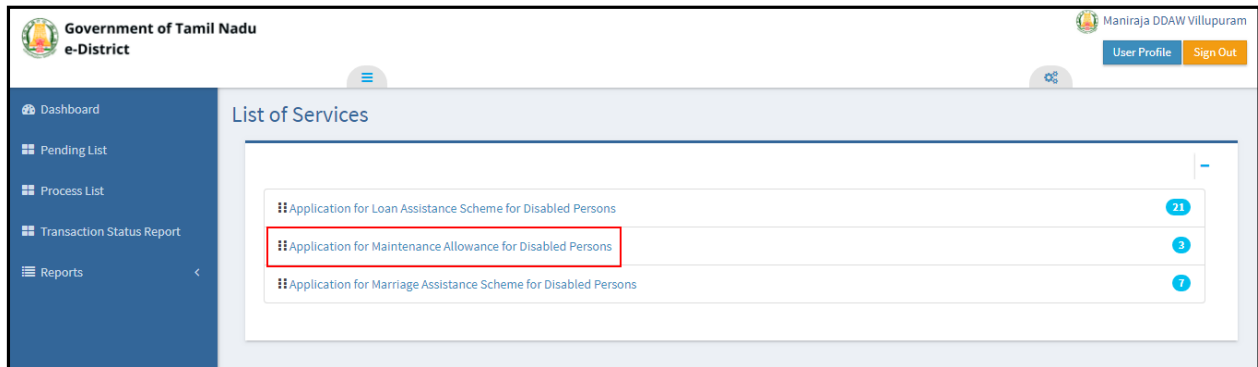 Government of Tamil Nadu
e-District
Maniraja DDAW Villupuram
User Profile
Sign Out
Dashboard
Pending List
Process List
Transaction Status Report
Reports
List of Services
Application for Loan Assistance Scheme for Disabled Persons 21
Application for Maintenance Allowance for Disabled Persons 3
Application for Marriage Assistance Scheme for Disabled Persons 7